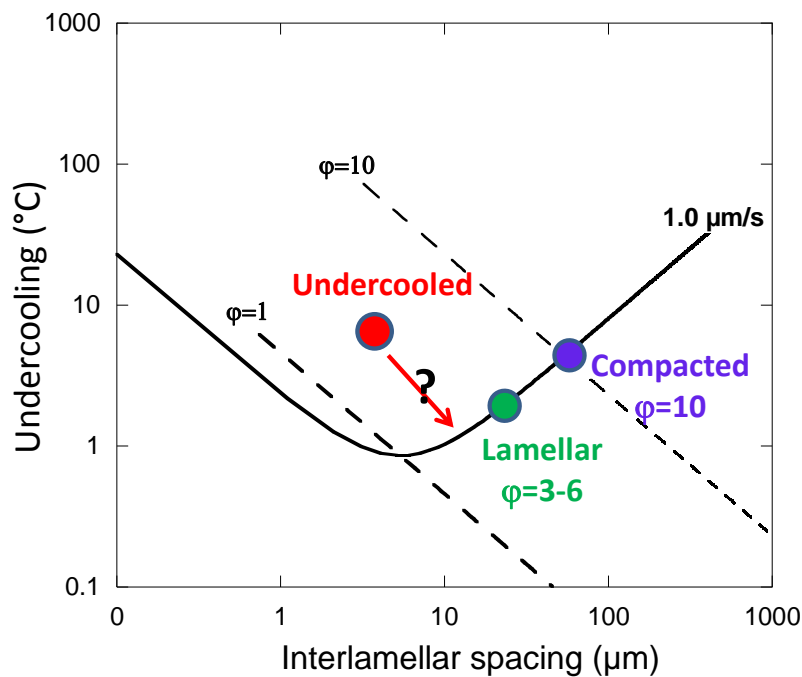 1000
100
10
1
0.1
Undercooling (°C)
φ=10
φ=1
1.0 µm/s
Undercooled
?
Compacted
φ=10
Lamellar
φ=3-6
0
1
10
100
1000
Interlamellar spacing (µm)